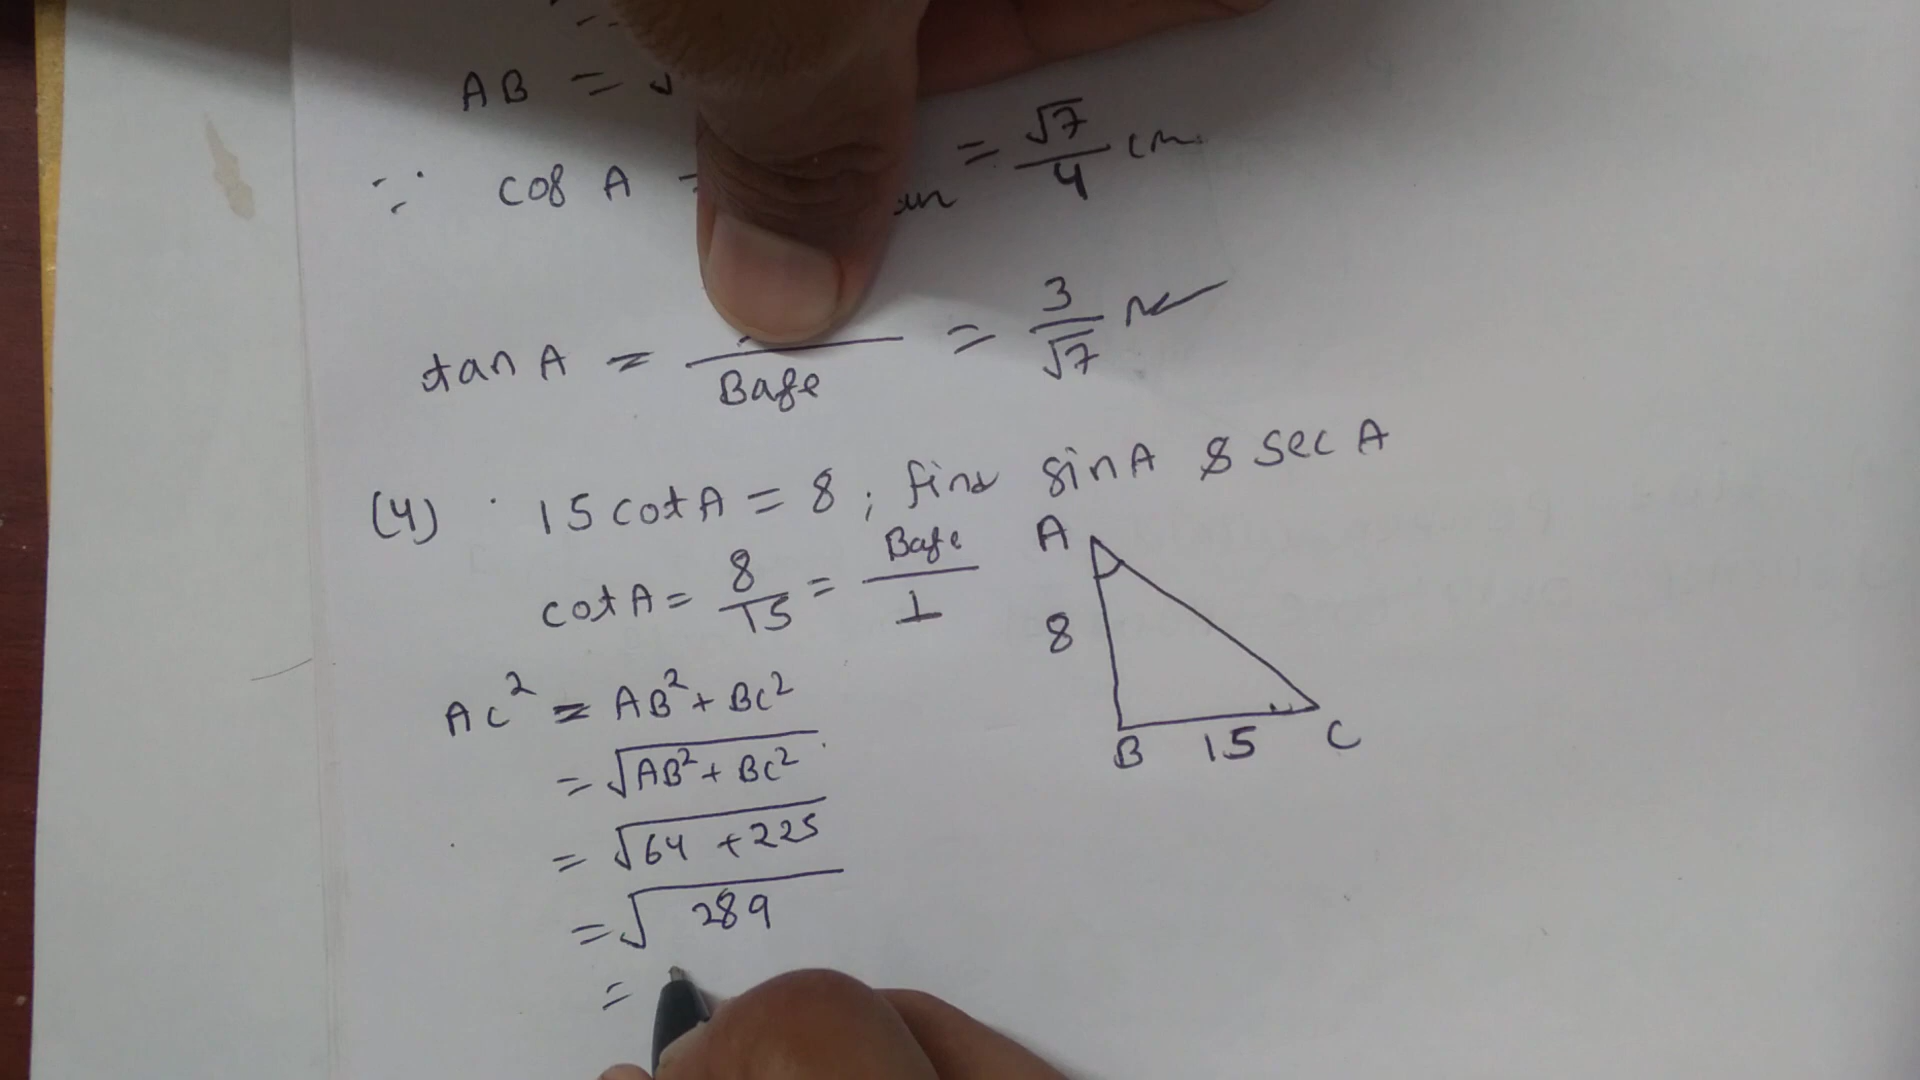 AB = √
∵ cos A = = √7/4 cm
tan A = /Base = 3/√7
(4) 15 cot A = 8 ; find sin A & sec A
cot A = 8/15 = Base/⊥
A
8
B 15 C
AC² = AB² + BC²
= √AB² + BC²
= √64 + 225
= √289
=